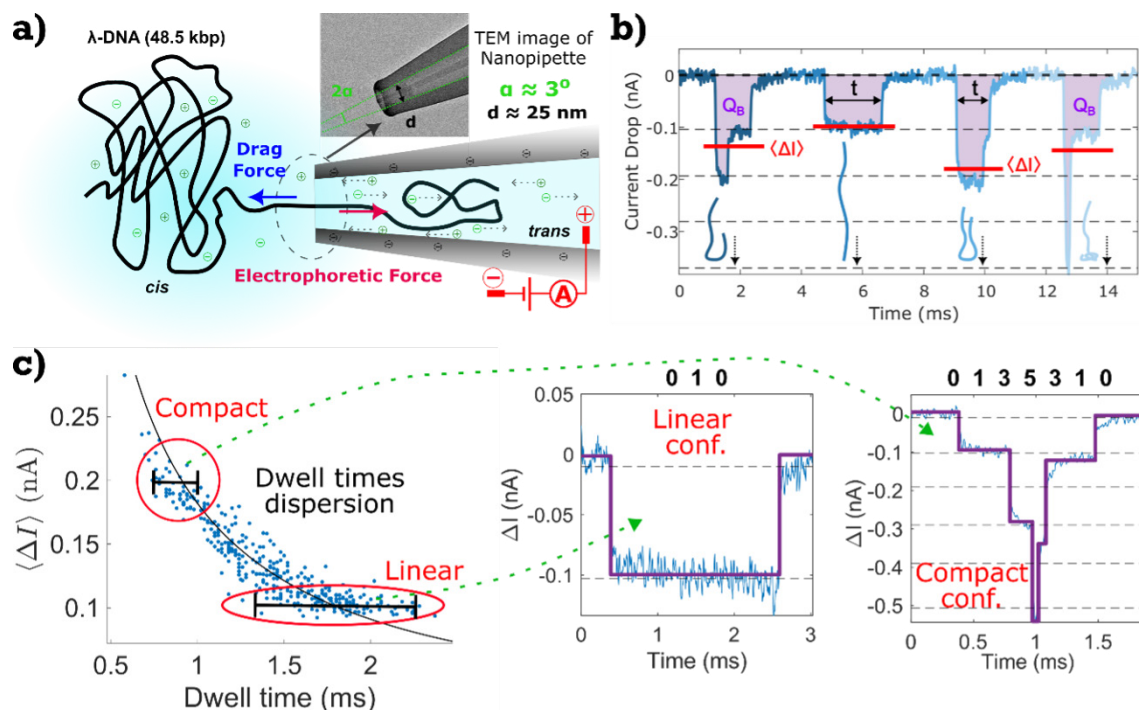 a)
λ-DNA (48.5 kbp)
TEM image of
Nanopipette
α ≈ 3⁰
d ≈ 25 nm
2α
d
Drag
Force
cis
trans
Electrophoretic Force
A
b)
Current Drop (nA)
0
-0.1
-0.2
-0.3
Q_B
t
t
Q_B
⟨ΔI⟩
⟨ΔI⟩
0 2 4 6 8 10 12 14
Time (ms)
c)
⟨ΔI⟩ (nA)
0.25
0.2
0.15
0.1
Compact
Dwell times
dispersion
Linear
0.5 1 1.5 2
Dwell time (ms)
0 1 0
ΔI (nA)
0.05
0
-0.05
-0.1
Linear
conf.
0 1 2 3
Time (ms)
0 1 3 5 3 1 0
ΔI (nA)
0
-0.1
-0.2
-0.3
-0.4
-0.5
Compact
conf.
0 0.5 1 1.5
Time (ms)